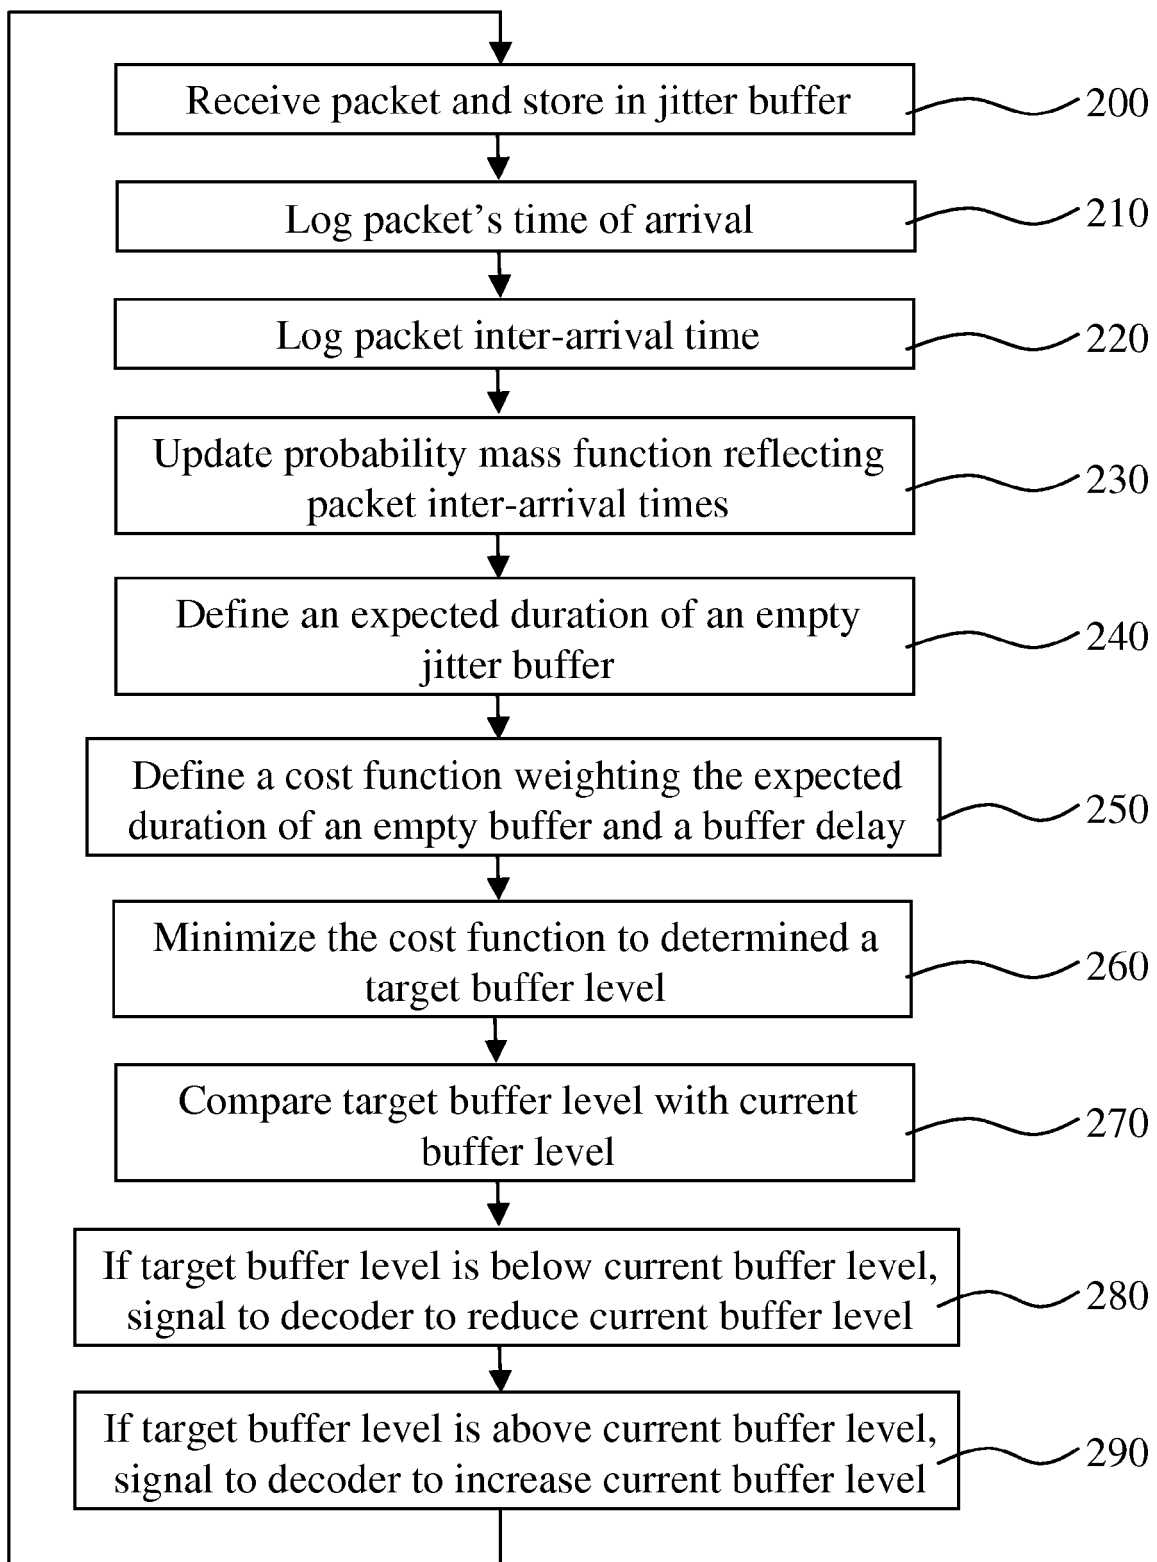 Receive packet and store in jitter buffer
200
Log packet’s time of arrival
210
Log packet inter-arrival time
220
Update probability mass function reflecting
packet inter-arrival times
230
Define an expected duration of an empty
jitter buffer
240
Define a cost function weighting the expected
duration of an empty buffer and a buffer delay
250
Minimize the cost function to determined a
target buffer level
260
Compare target buffer level with current
buffer level
270
If target buffer level is below current buffer level,
signal to decoder to reduce current buffer level
280
If target buffer level is above current buffer level,
signal to decoder to increase current buffer level
290